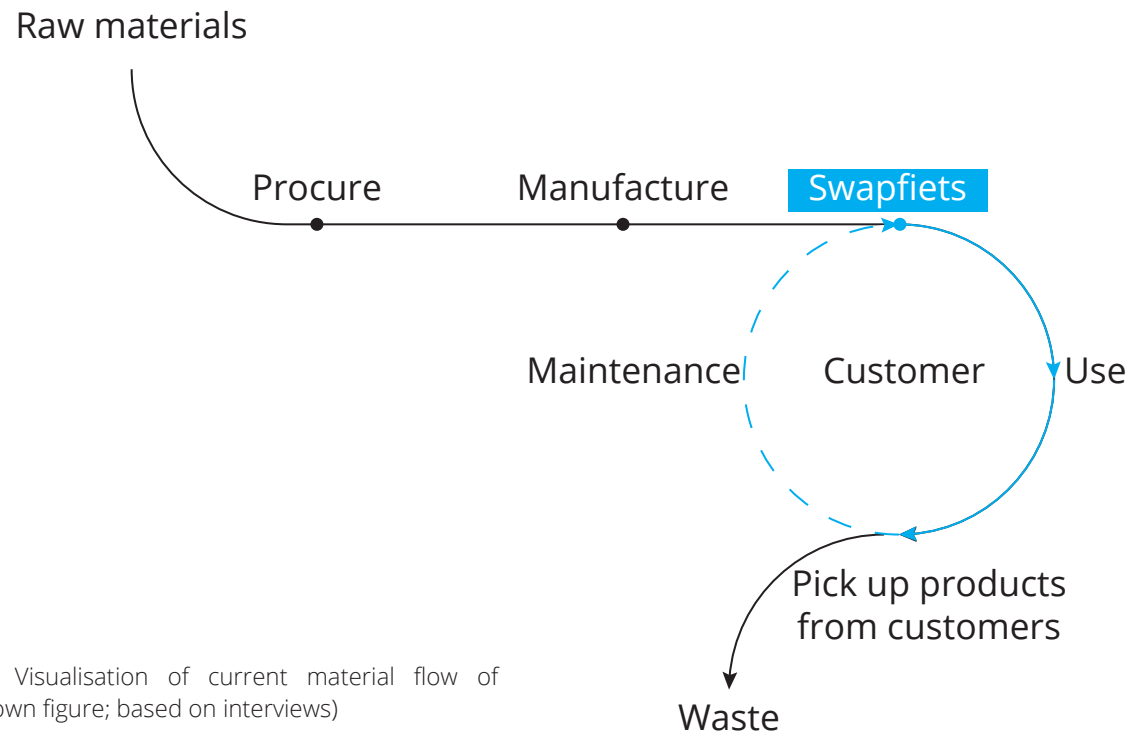 Raw materials
Procure
Manufacture
Swapfiets
Maintenance
Customer
Use
Pick up products
from customers
Visualisation of current material flow of
own figure; based on interviews)
Waste